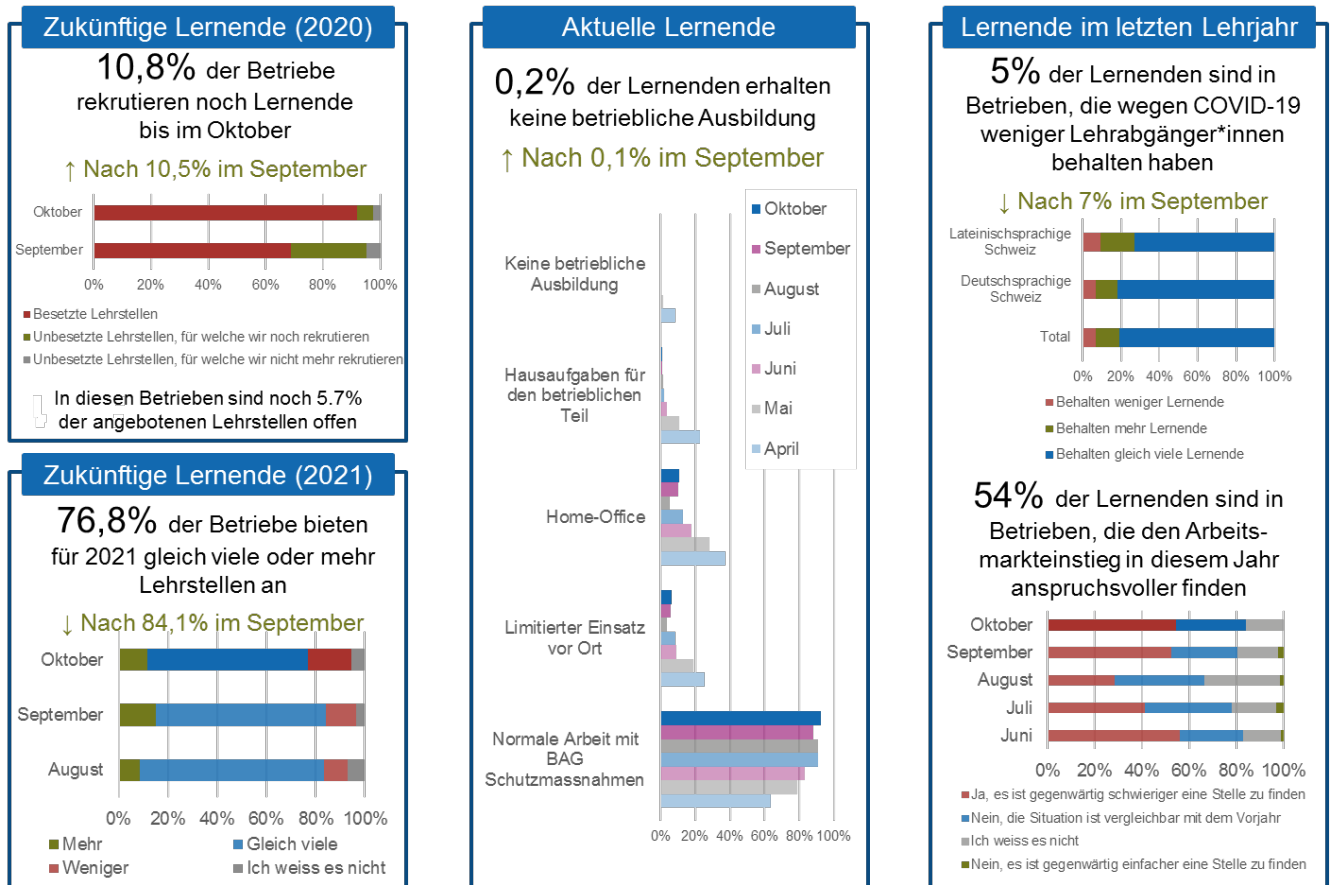 Zukünftige Lernende (2020)
10,8% der Betriebe
rekrutieren noch Lernende
bis im Oktober
↑ Nach 10,5% im September
Oktober
September
0% 20% 40% 60% 80% 100%
Besetzte Lehrstellen
Unbesetzte Lehrstellen, für welche wir noch rekrutieren
Unbesetzte Lehrstellen, für welche wir nicht mehr rekrutieren
In diesen Betrieben sind noch 5.7%
der angebotenen Lehrstellen offen
Zukünftige Lernende (2021)
76,8% der Betriebe bieten
für 2021 gleich viele oder mehr
Lehrstellen an
↓ Nach 84,1% im September
Oktober
September
August
0% 20% 40% 60% 80% 100%
Mehr
Gleich viele
Weniger
Ich weiss es nicht
Aktuelle Lernende
0,2% der Lernenden erhalten
keine betriebliche Ausbildung
↑ Nach 0,1% im September
Oktober
September
August
Juli
Juni
Mai
April
Keine betriebliche
Ausbildung
Hausaufgaben für
den betrieblichen
Teil
Home-Office
Limitierter Einsatz
vor Ort
Normale Arbeit mit
BAG
Schutzmassnahmen
0% 20% 40% 60% 80% 100%
Lernende im letzten Lehrjahr
5% der Lernenden sind in
Betrieben, die wegen COVID-19
weniger Lehrabgänger*innen
behalten haben
↓ Nach 7% im September
Lateinischsprachige
Schweiz
Deutschsprachige
Schweiz
Total
0% 20% 40% 60% 80% 100%
Behalten weniger Lernende
Behalten mehr Lernende
Behalten gleich viele Lernende
54% der Lernenden sind in
Betrieben, die den Arbeits-
markteinstieg in diesem Jahr
anspruchsvoller finden
Oktober
September
August
Juli
Juni
0% 20% 40% 60% 80% 100%
Ja, es ist gegenwärtig schwieriger eine Stelle zu finden
Nein, die Situation ist vergleichbar mit dem Vorjahr
Ich weiss es nicht
Nein, es ist gegenwärtig einfacher eine Stelle zu finden